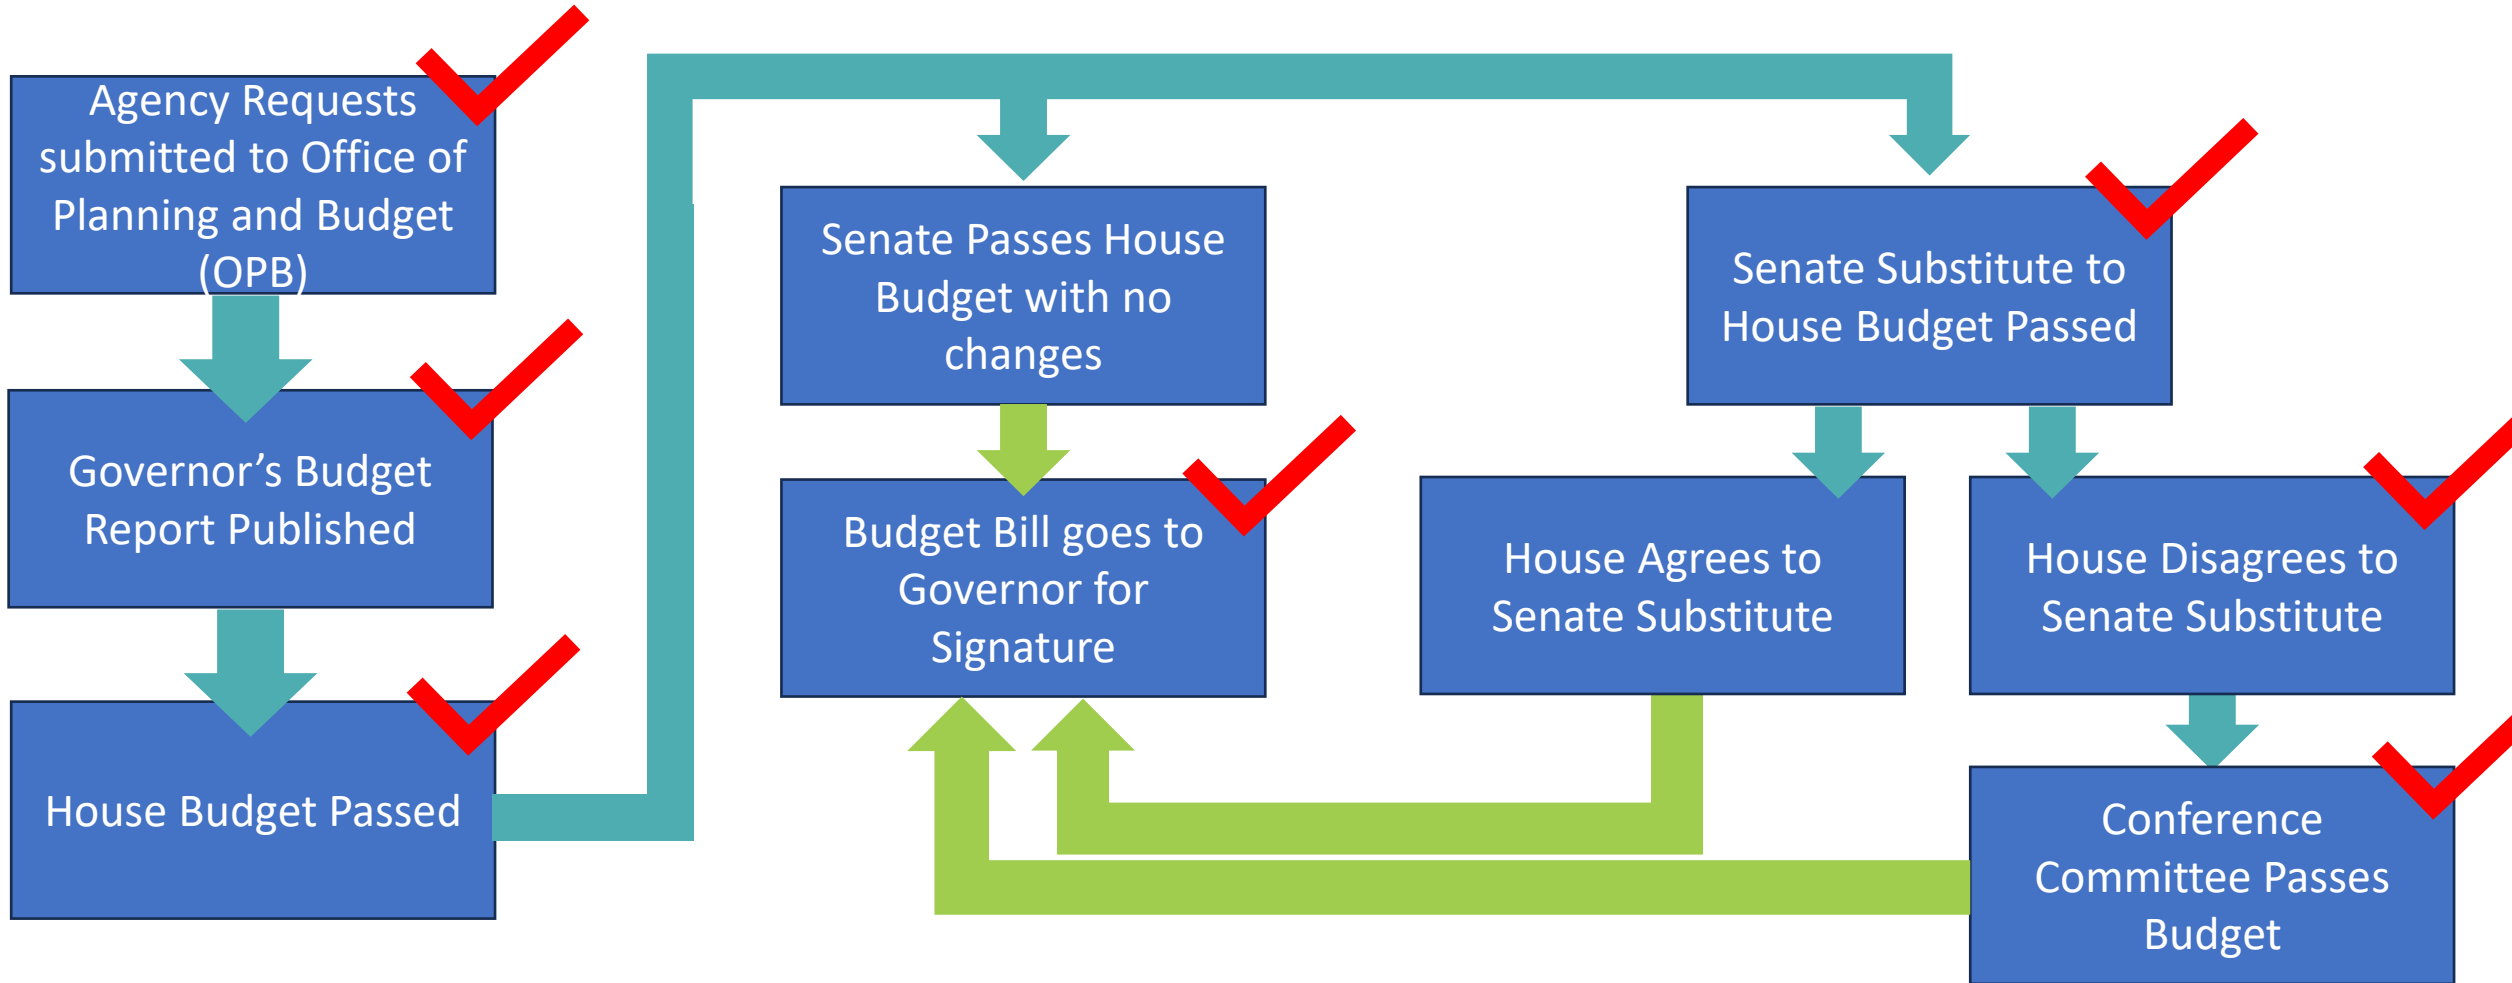 Agency Requests
submitted to Office of
Planning and Budget
(OPB)
Governor’s Budget
Report Published
House Budget Passed
Senate Passes House
Budget with no
changes
Budget Bill goes to
Governor for
Signature
Senate Substitute to
House Budget Passed
House Agrees to
Senate Substitute
House Disagrees to
Senate Substitute
Conference
Committee Passes
Budget